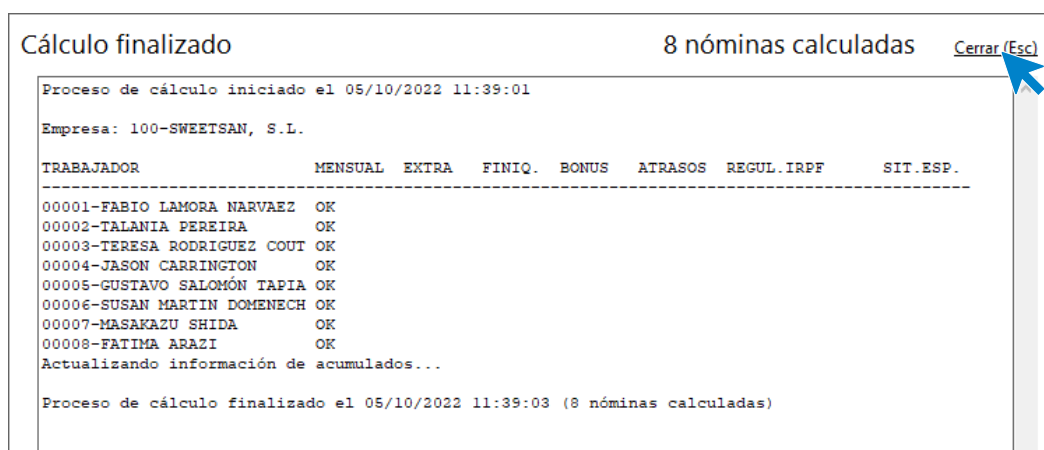 Cálculo finalizado 8 nóminas calculadas Cerrar (Esc)
Proceso de cálculo iniciado el 05/10/2022 11:39:01
Empresa: 100-SWEETSAN, S.L.
TRABAJADOR MENSUAL EXTRA FINIQ. BONUS ATRASOS REGUL.IRPF SIT.ESP.
------------------------------------------------------------------------------------------------------------------------
00001-FABIO LAMORA NARVAEZ OK
00002-TALANIA PEREIRA OK
00003-TERESA RODRIGUEZ COUT OK
00004-JASON CARRINGTON OK
00005-GUSTAVO SALOMÓN TAPIA OK
00006-SUSAN MARTIN DOMENECH OK
00007-MASAKAZU SHIDA OK
00008-FATIMA ARAZI OK
Actualizando información de acumulados...
Proceso de cálculo finalizado el 05/10/2022 11:39:03 (8 nóminas calculadas)